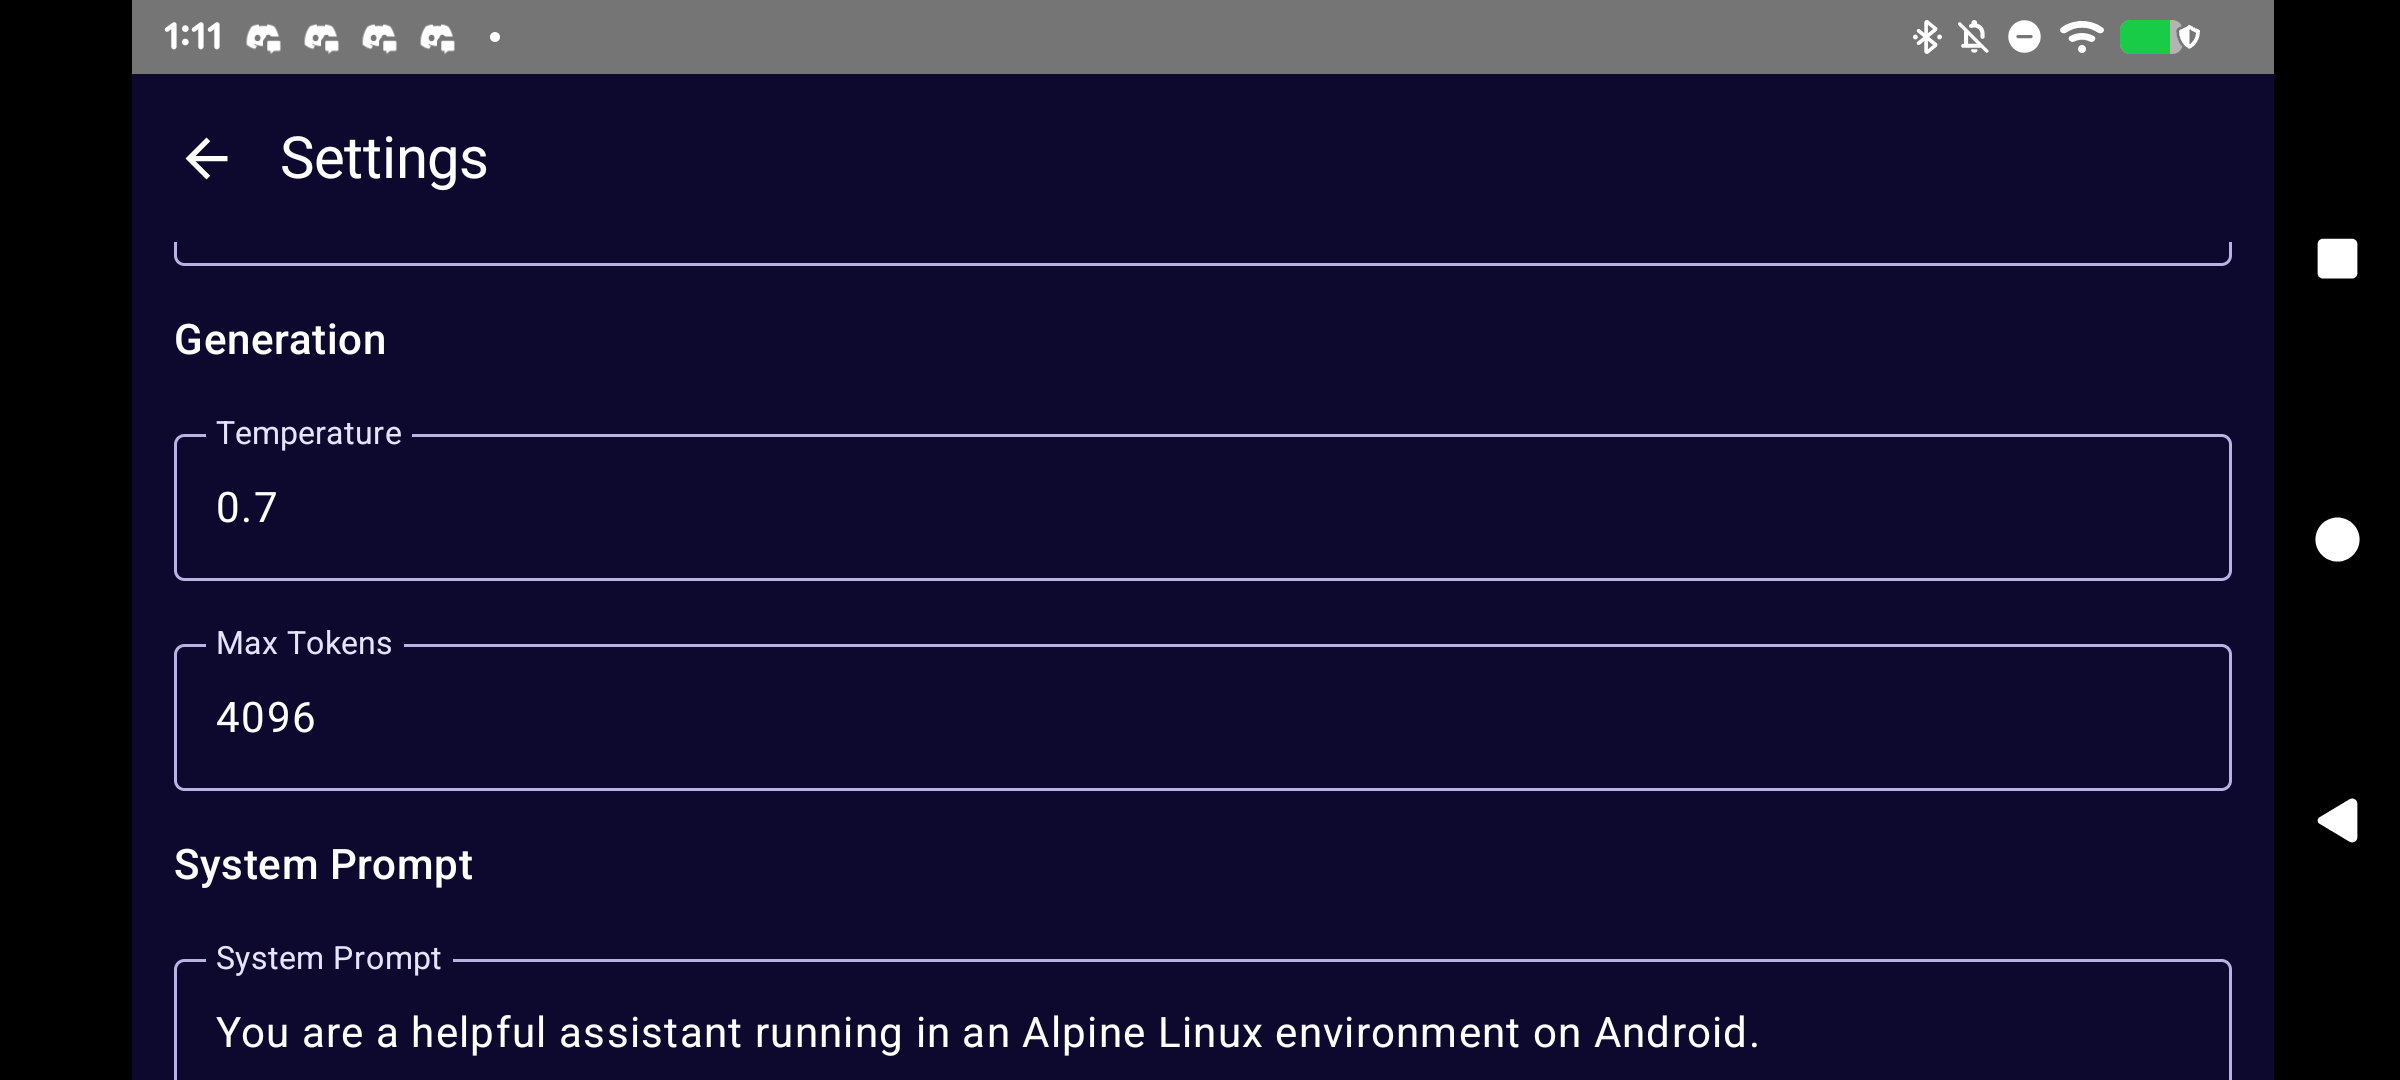 1:11
Settings
Generation
Temperature
0.7
Max Tokens
4096
System Prompt
System Prompt
You are a helpful assistant running in an Alpine Linux environment on Android.